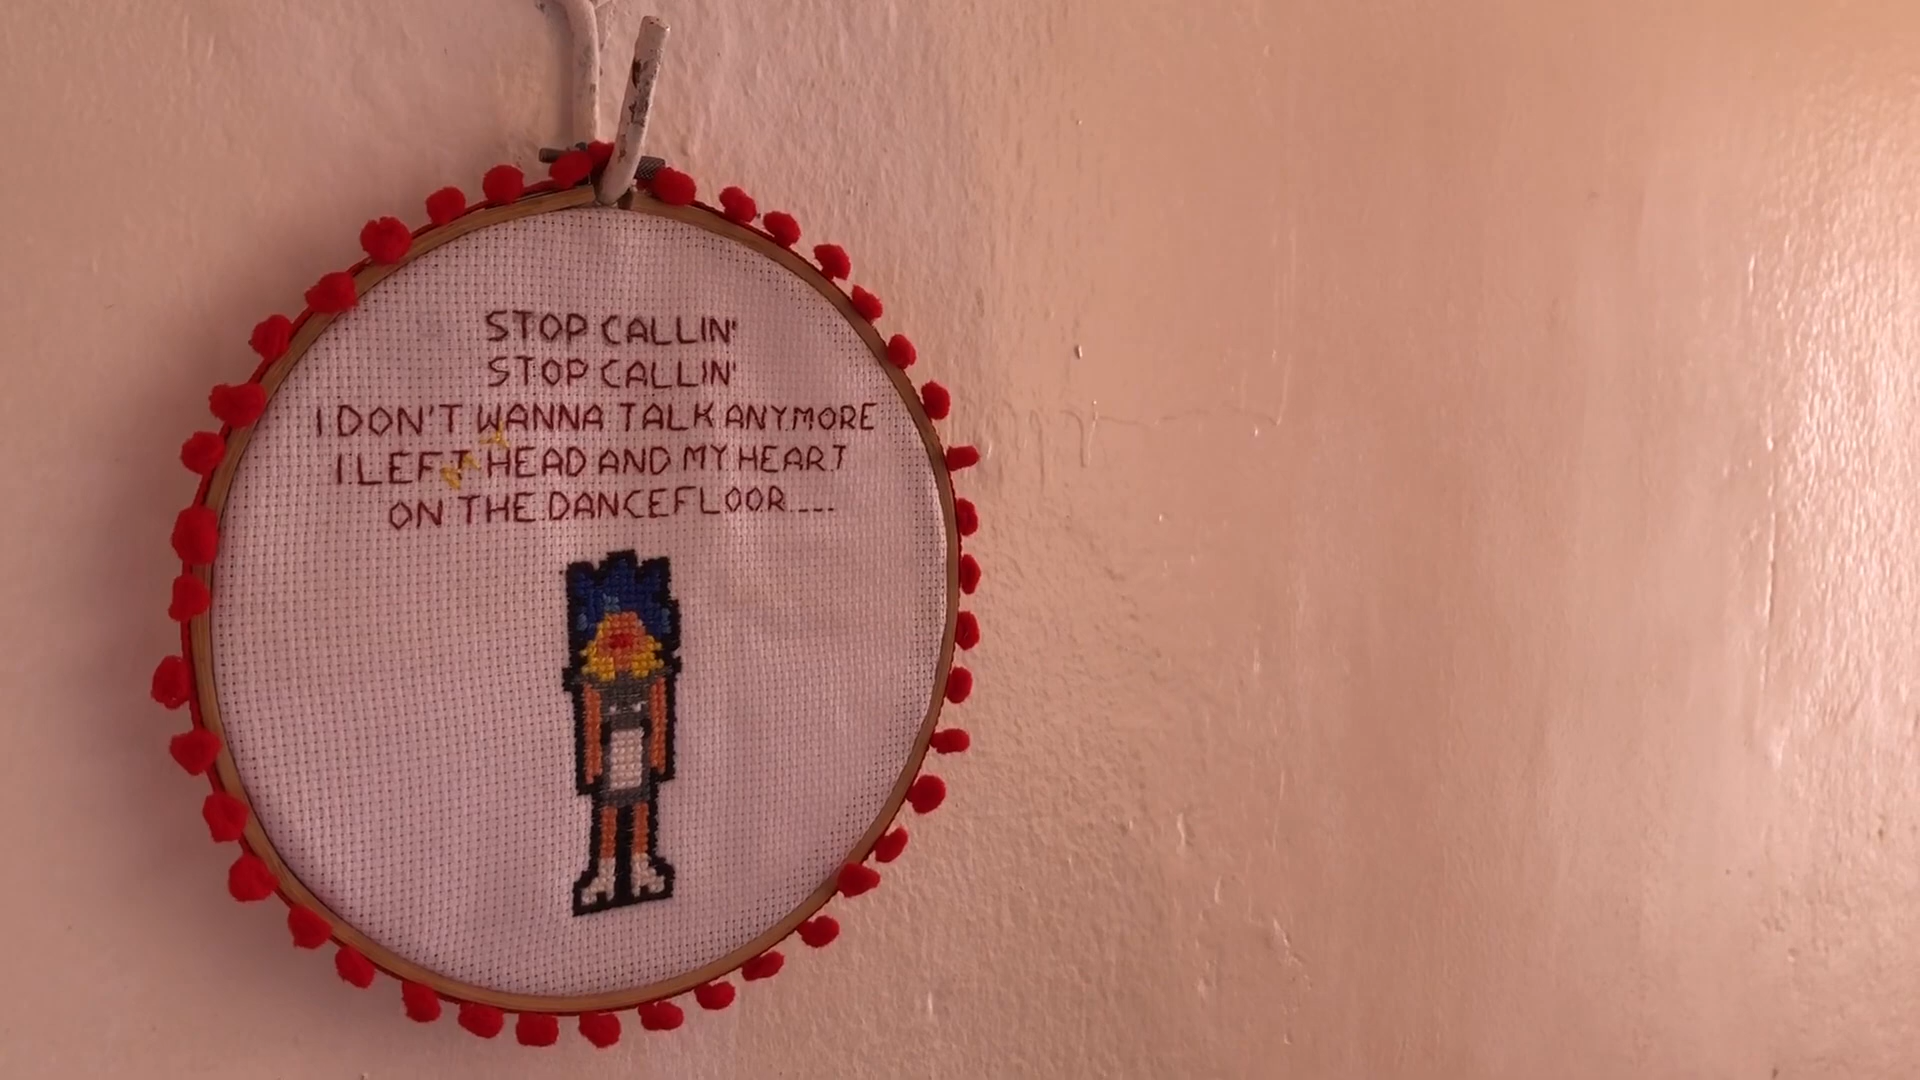 STOP CALLIN'
STOP CALLIN'
I DON'T WANNA TALK ANYMORE
I LEFT HEAD AND MY HEART
ON THE DANCEFLOOR....